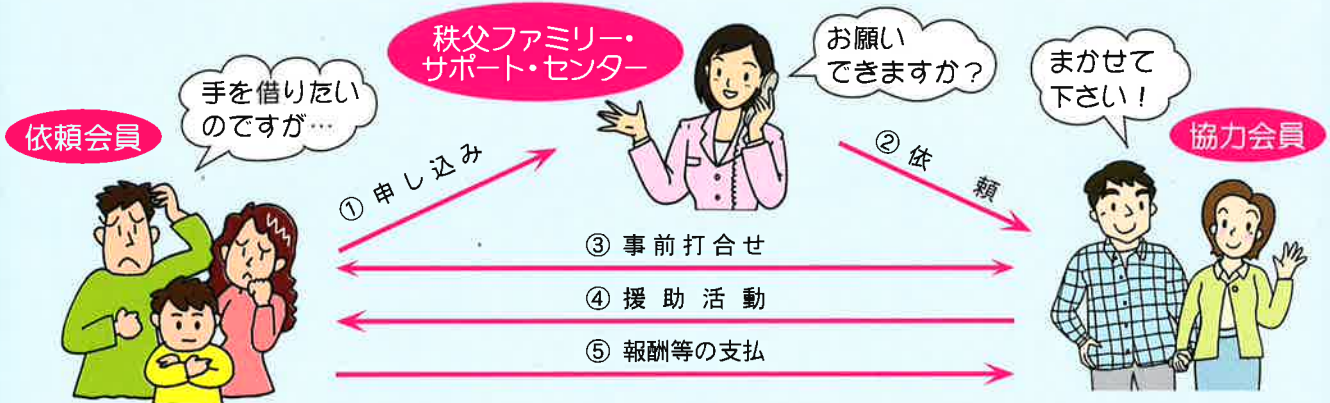 秩父ファミリー・
サポート・センター
お願い
できますか？
まかせて
下さい！
手を借りたい
のですが…
依頼会員
協力会員
① 申し込み
② 依頼
③ 事前打合せ
④ 援助活動
⑤ 報酬等の支払